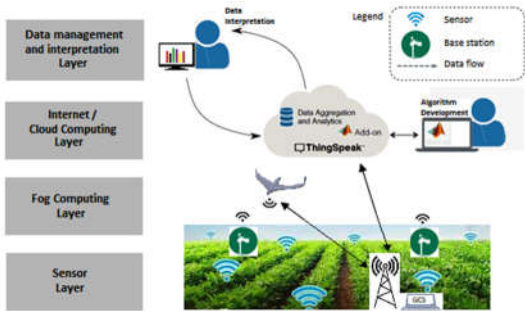 Data management
and interpretation
Layer
Internet /
Cloud Computing
Layer
Fog Computing
Layer
Sensor
Layer
Data
Interpretation
Legend
Sensor
Base station
Data flow
Data Aggregation
and Analytics
Add-on
ThingSpeak™
Algorithm
Development
GCS